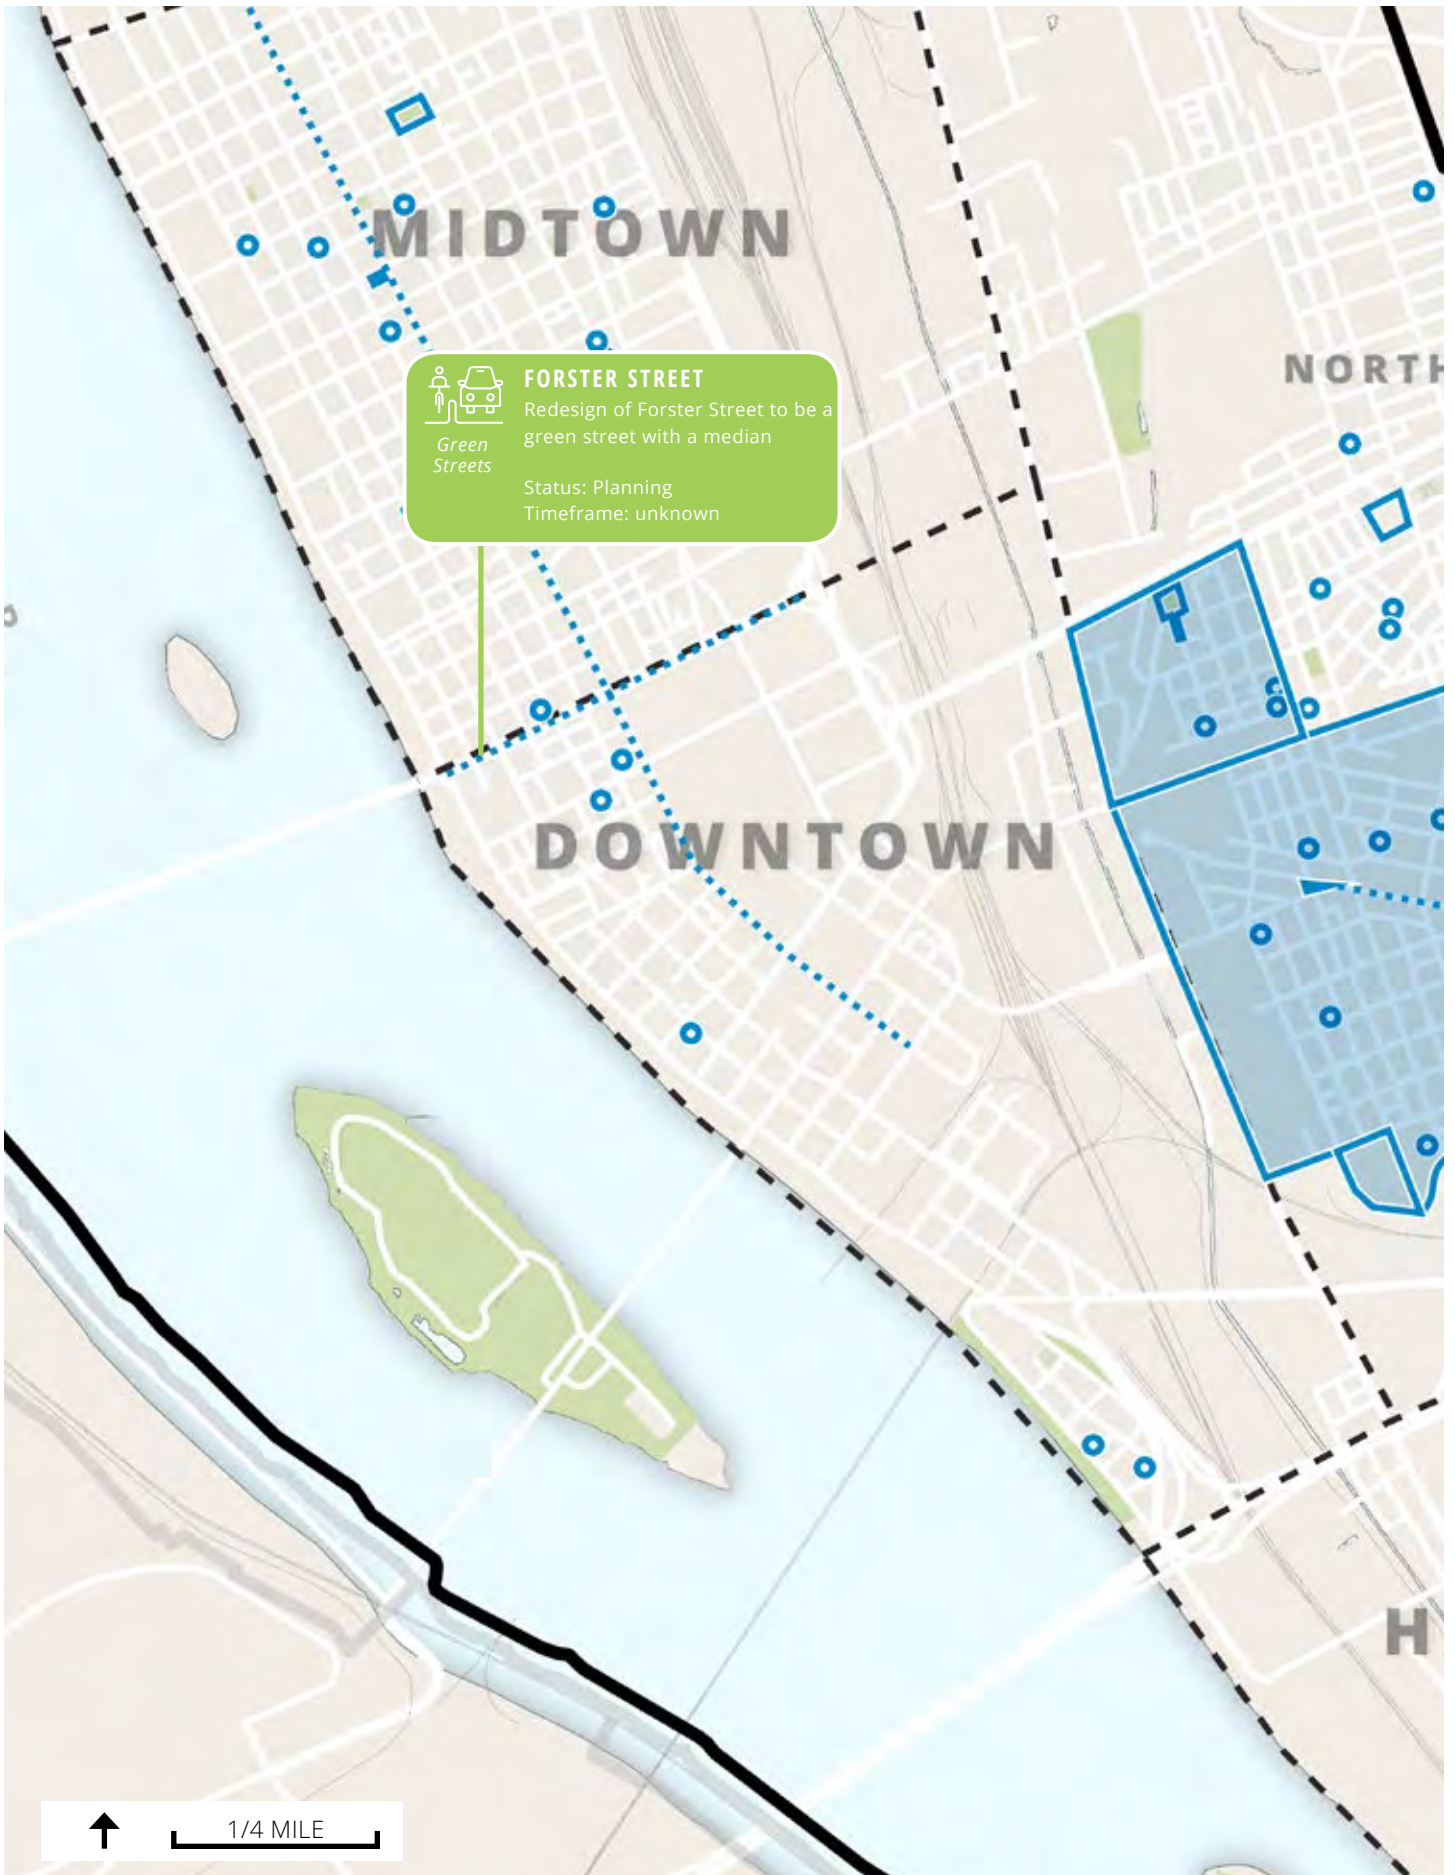 MIDTOWN
NORTH
FORSTER STREET
Redesign of Forster Street to be a
green street with a median
Green
Streets
Status: Planning
Timeframe: unknown
DOWNTOWN
H
1/4 MILE